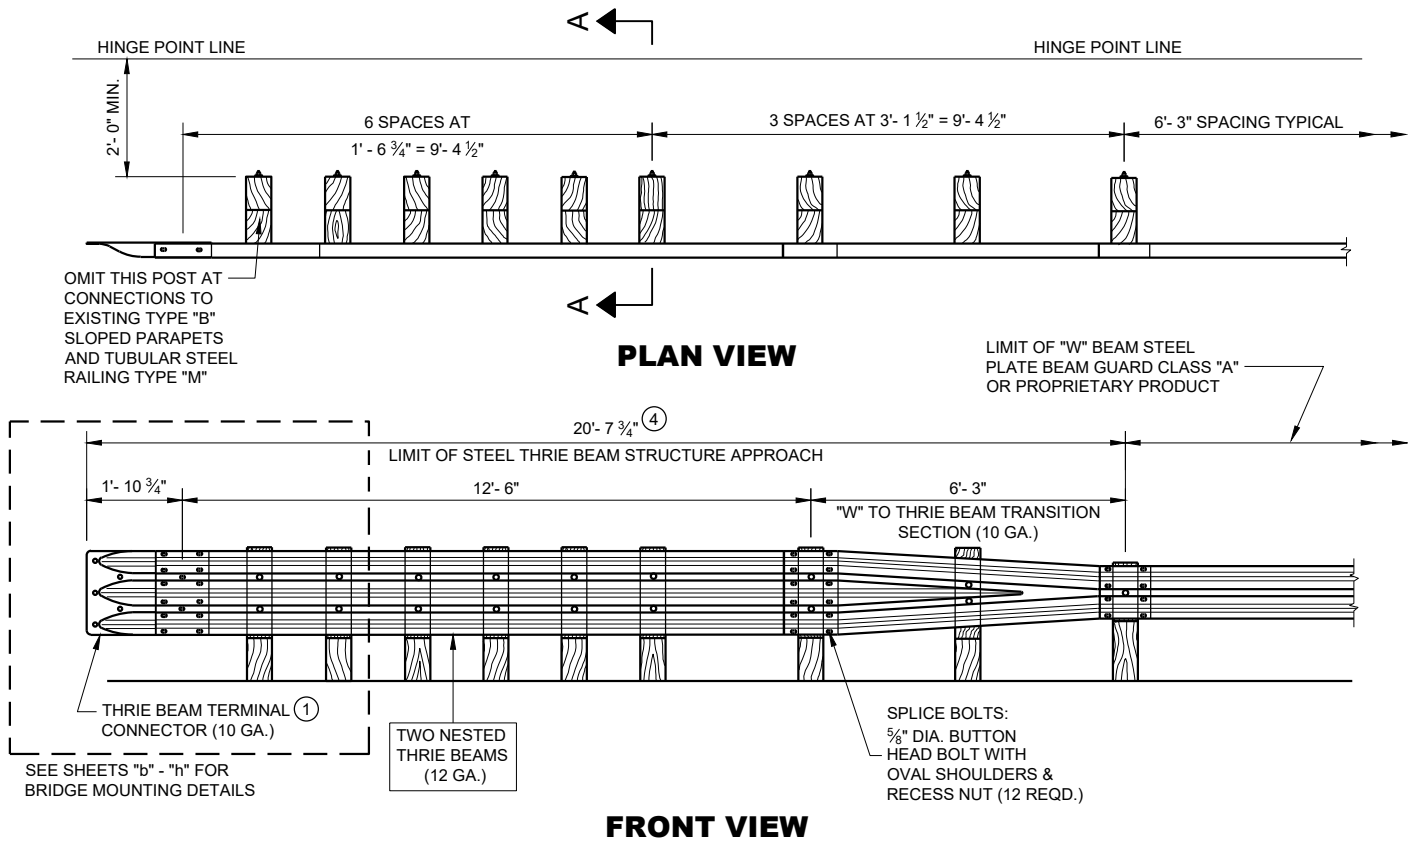 A
HINGE POINT LINE
HINGE POINT LINE
2'- 0" MIN.
6 SPACES AT
1' - 6 ¾" = 9'- 4 ½"
3 SPACES AT 3'- 1 ½" = 9'- 4 ½"
6'- 3" SPACING TYPICAL
OMIT THIS POST AT
CONNECTIONS TO
EXISTING TYPE "B"
SLOPED PARAPETS
AND TUBULAR STEEL
RAILING TYPE "M"
A
PLAN VIEW
LIMIT OF "W" BEAM STEEL
PLATE BEAM GUARD CLASS "A"
OR PROPRIETARY PRODUCT
20'- 7 ¾" 4
LIMIT OF STEEL THRIE BEAM STRUCTURE APPROACH
1'- 10 ¾"
12'- 6"
6'- 3"
"W" TO THRIE BEAM TRANSITION
SECTION (10 GA.)
THRIE BEAM TERMINAL 1
CONNECTOR (10 GA.)
TWO NESTED
THRIE BEAMS
(12 GA.)
SPLICE BOLTS:
⅝" DIA. BUTTON
HEAD BOLT WITH
OVAL SHOULDERS &
RECESS NUT (12 REQD.)
SEE SHEETS "b" - "h" FOR
BRIDGE MOUNTING DETAILS
FRONT VIEW